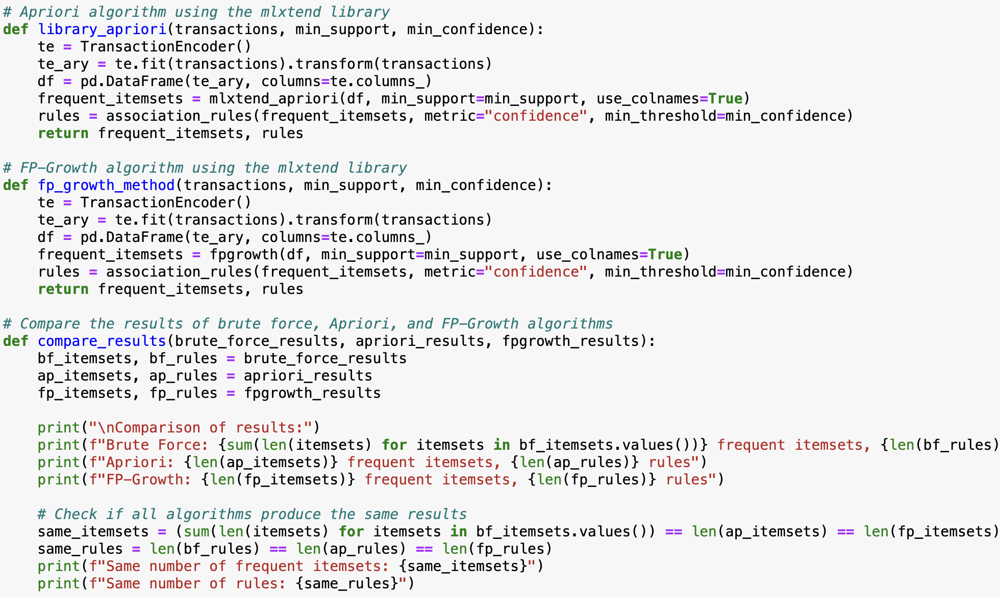 # Apriori algorithm using the mlxtend library
def library_apriori(transactions, min_support, min_confidence):
    te = TransactionEncoder()
    te_ary = te.fit(transactions).transform(transactions)
    df = pd.DataFrame(te_ary, columns=te.columns_)
    frequent_itemsets = mlxtend_apriori(df, min_support=min_support, use_colnames=True)
    rules = association_rules(frequent_itemsets, metric="confidence", min_threshold=min_confidence)
    return frequent_itemsets, rules

# FP-Growth algorithm using the mlxtend library
def fp_growth_method(transactions, min_support, min_confidence):
    te = TransactionEncoder()
    te_ary = te.fit(transactions).transform(transactions)
    df = pd.DataFrame(te_ary, columns=te.columns_)
    frequent_itemsets = fpgrowth(df, min_support=min_support, use_colnames=True)
    rules = association_rules(frequent_itemsets, metric="confidence", min_threshold=min_confidence)
    return frequent_itemsets, rules

# Compare the results of brute force, Apriori, and FP-Growth algorithms
def compare_results(brute_force_results, apriori_results, fpgrowth_results):
    bf_itemsets, bf_rules = brute_force_results
    ap_itemsets, ap_rules = apriori_results
    fp_itemsets, fp_rules = fpgrowth_results

    print("\nComparison of results:")
    print(f"Brute Force: {sum(len(itemsets) for itemsets in bf_itemsets.values())} frequent itemsets, {len(bf_rules)
    print(f"Apriori: {len(ap_itemsets)} frequent itemsets, {len(ap_rules)} rules")
    print(f"FP-Growth: {len(fp_itemsets)} frequent itemsets, {len(fp_rules)} rules")

    # Check if all algorithms produce the same results
    same_itemsets = (sum(len(itemsets) for itemsets in bf_itemsets.values()) == len(ap_itemsets) == len(fp_itemsets)
    same_rules = len(bf_rules) == len(ap_rules) == len(fp_rules)
    print(f"Same number of frequent itemsets: {same_itemsets}")
    print(f"Same number of rules: {same_rules}")